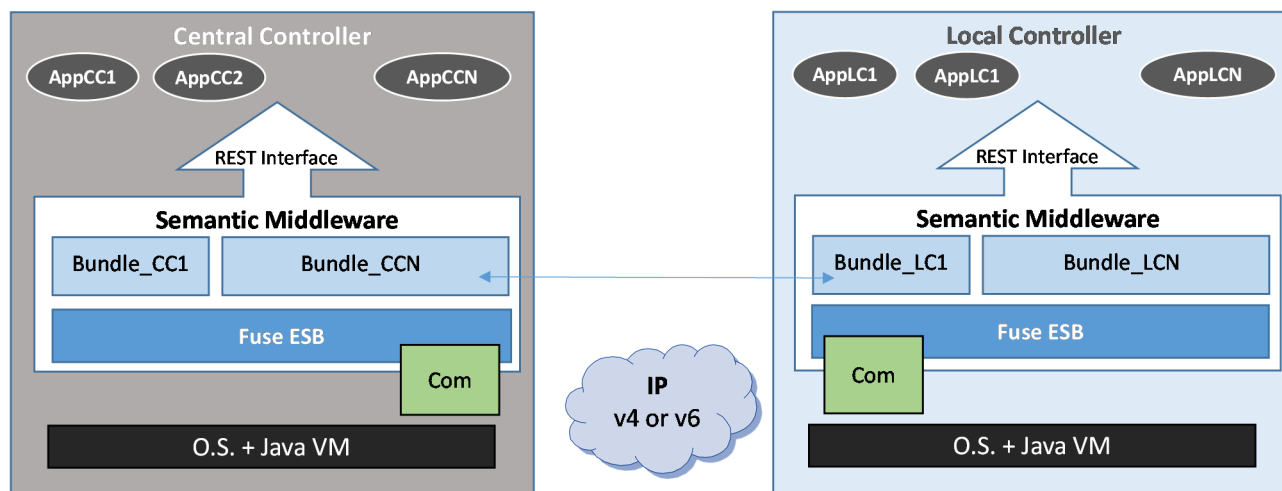 Central Controller
AppCC1
AppCC2
AppCCN
REST Interface
Semantic Middleware
Bundle_CC1
Bundle_CCN
Fuse ESB
Com
O.S. + Java VM
IP
v4 or v6
Local Controller
AppLC1
AppLC1
AppLCN
REST Interface
Semantic Middleware
Bundle_LC1
Bundle_LCN
Fuse ESB
Com
O.S. + Java VM